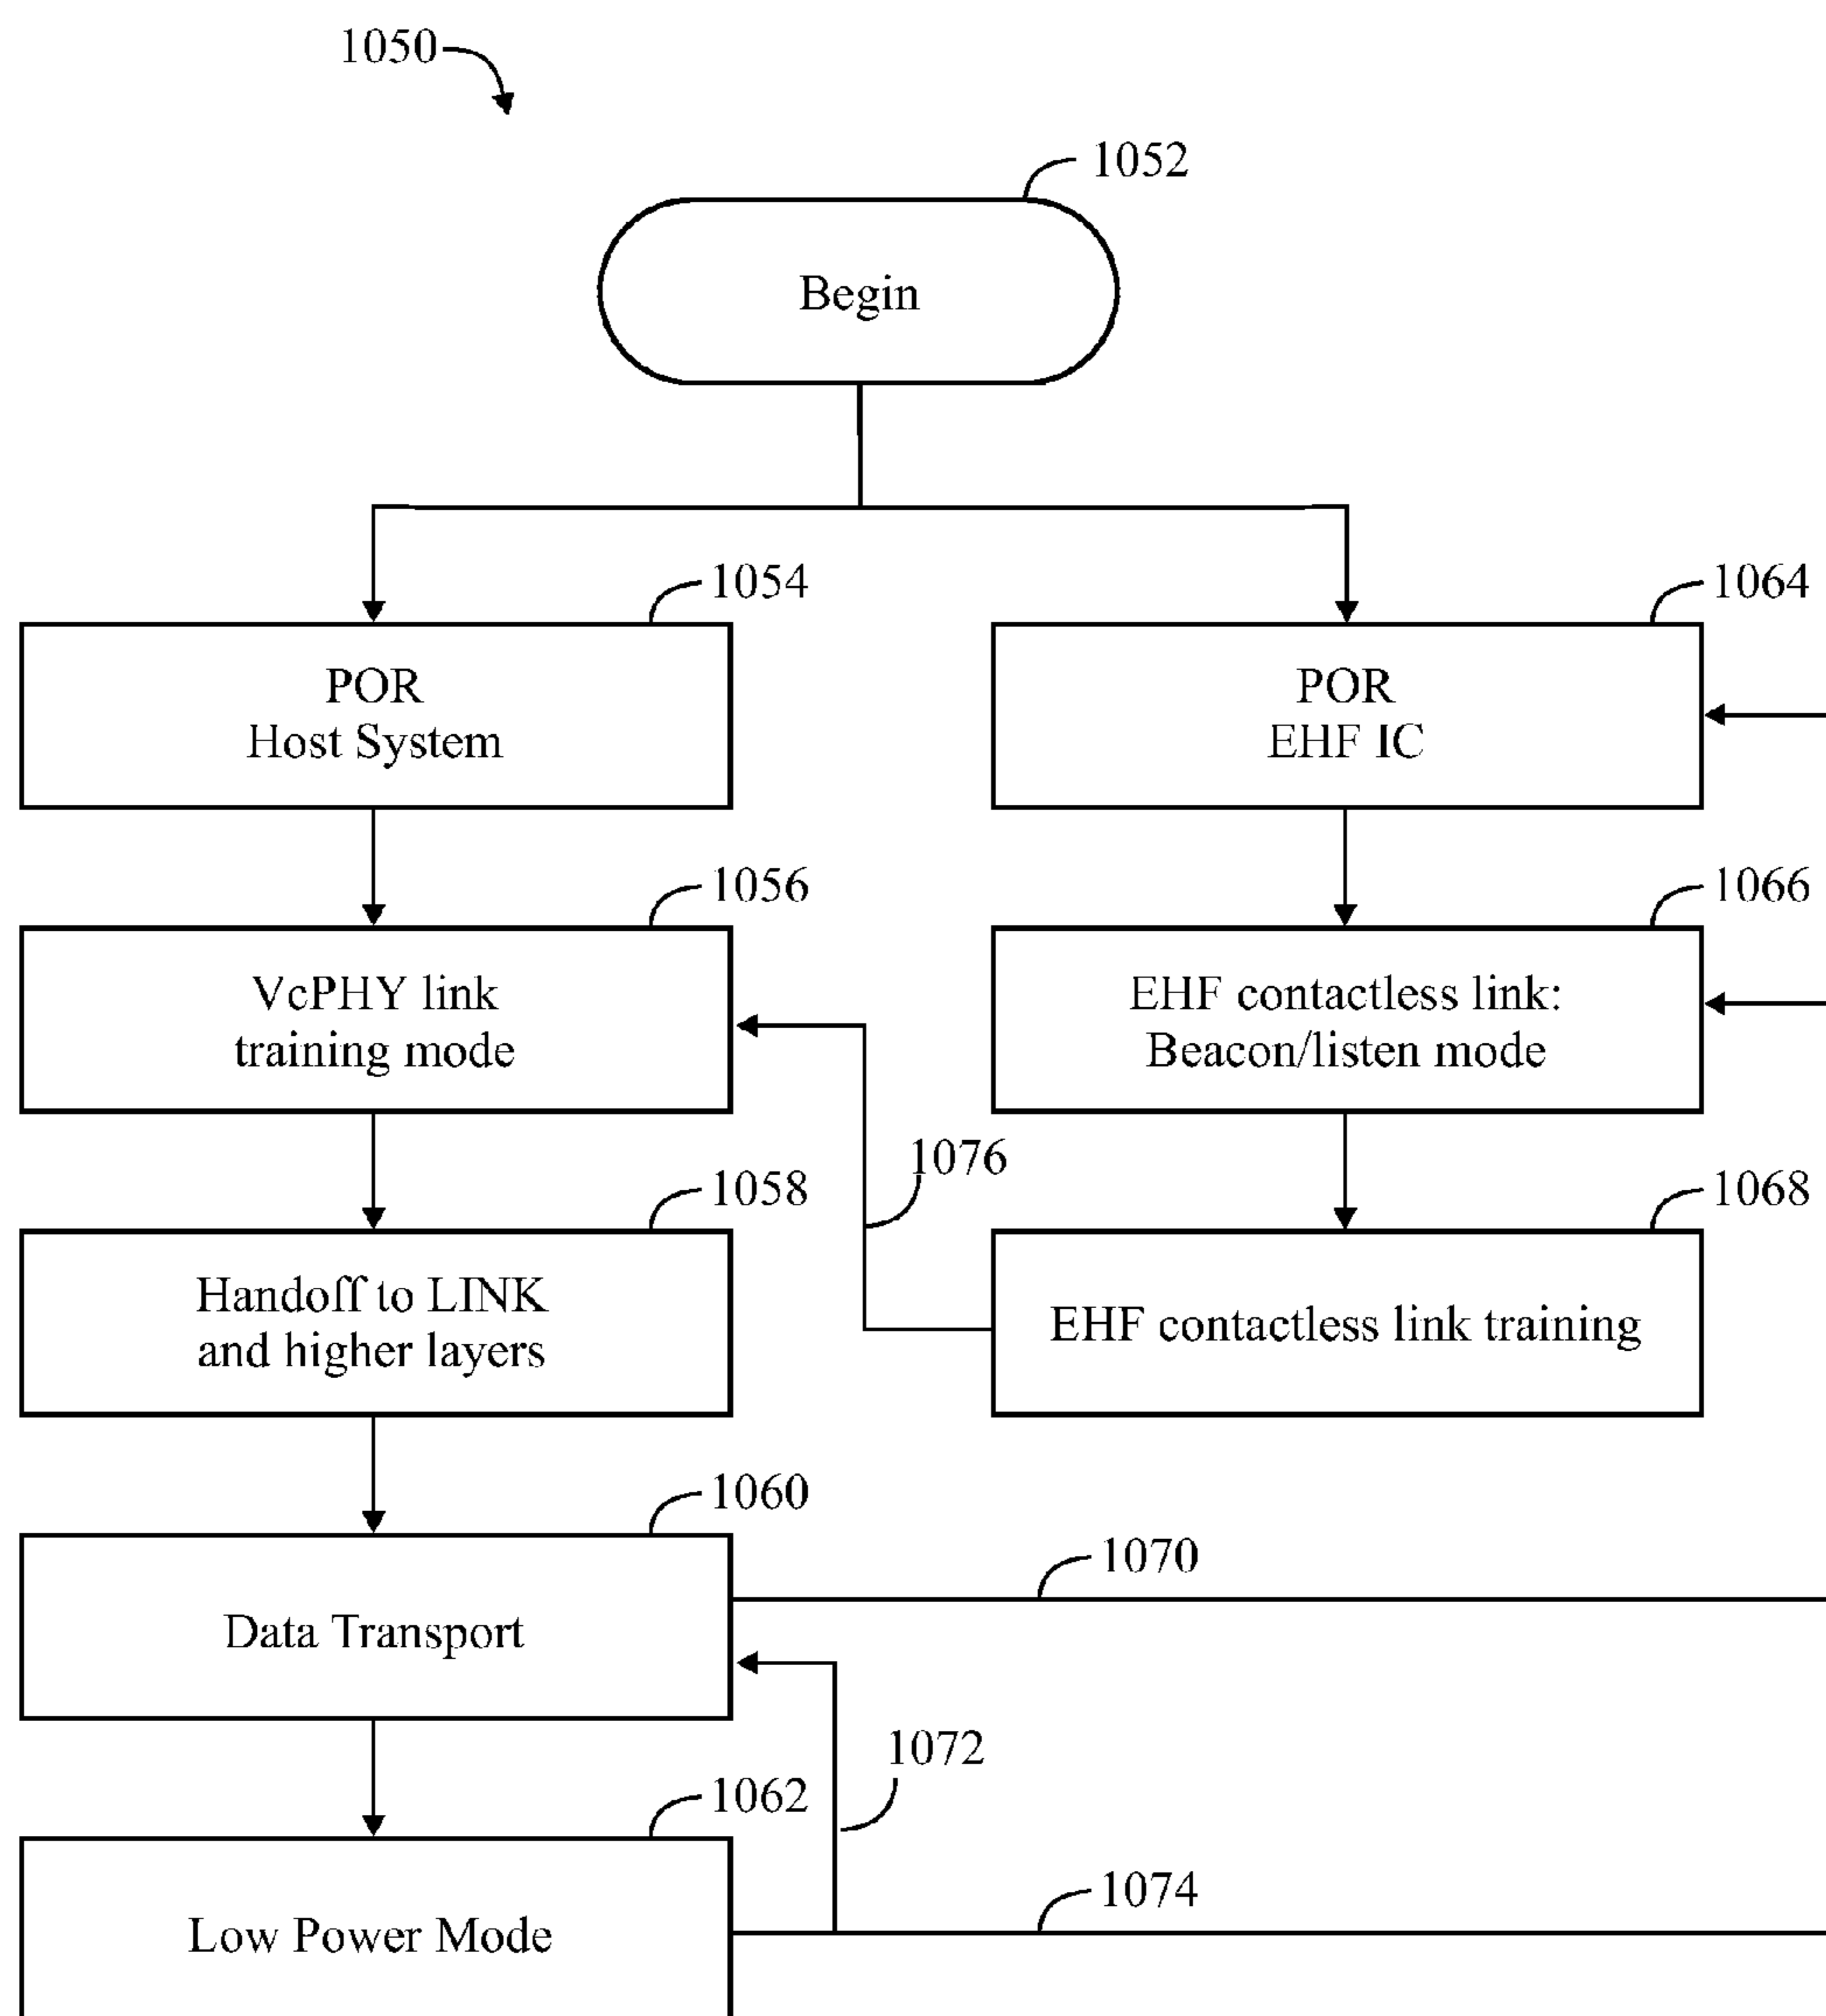 1050
1052
Begin
1054
1064
POR
Host System
POR
EHF IC
1056
1066
VcPHY link
training mode
EHF contactless link:
Beacon/listen mode
1076
1058
1068
Handoff to LINK
and higher layers
EHF contactless link training
1060
1070
Data Transport
1072
1062
1074
Low Power Mode